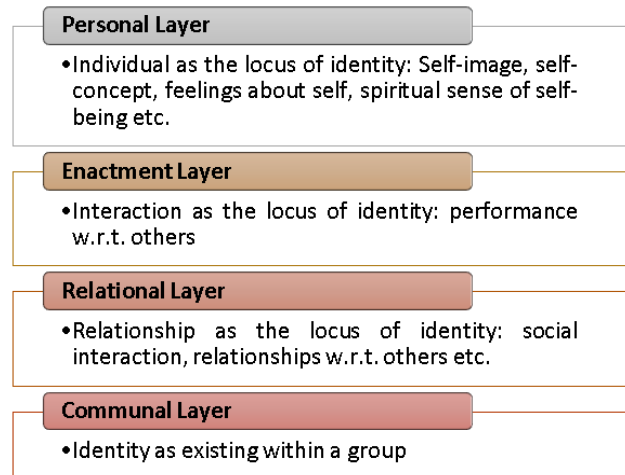 Personal Layer
•Individual as the locus of identity: Self-image, self-
concept, feelings about self, spiritual sense of self-
being etc.
Enactment Layer
•Interaction as the locus of identity: performance
w.r.t. others
Relational Layer
•Relationship as the locus of identity: social
interaction, relationships w.r.t. others etc.
Communal Layer
•Identity as existing within a group